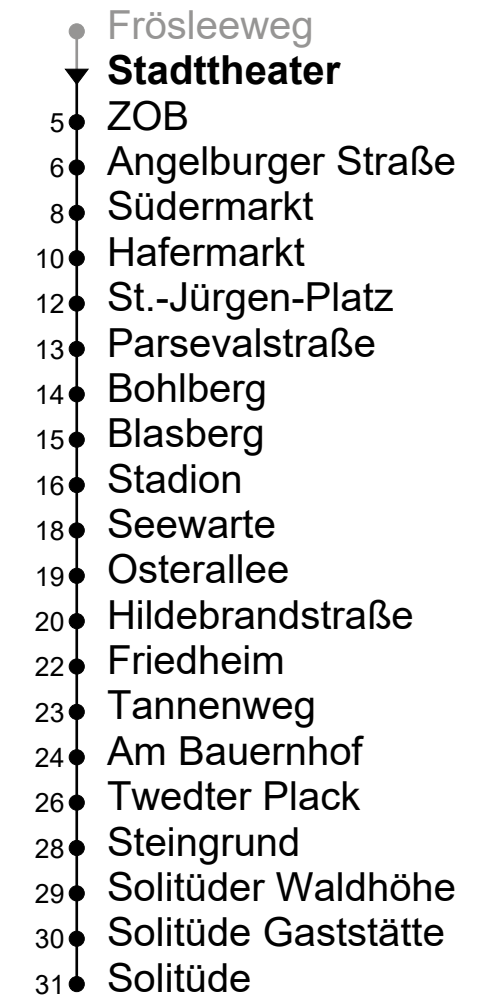 Frösleeweg
Stadttheater
5 ZOB
6 Angelburger Straße
8 Südermarkt
10 Hafermarkt
12 St.-Jürgen-Platz
13 Parsevalstraße
14 Bohlberg
15 Blasberg
16 Stadion
18 Seewarte
19 Osterallee
20 Hildebrandstraße
22 Friedheim
23 Tannenweg
24 Am Bauernhof
26 Twedter Plack
28 Steingrund
29 Solitüder Waldhöhe
30 Solitüde Gaststätte
31 Solitüde